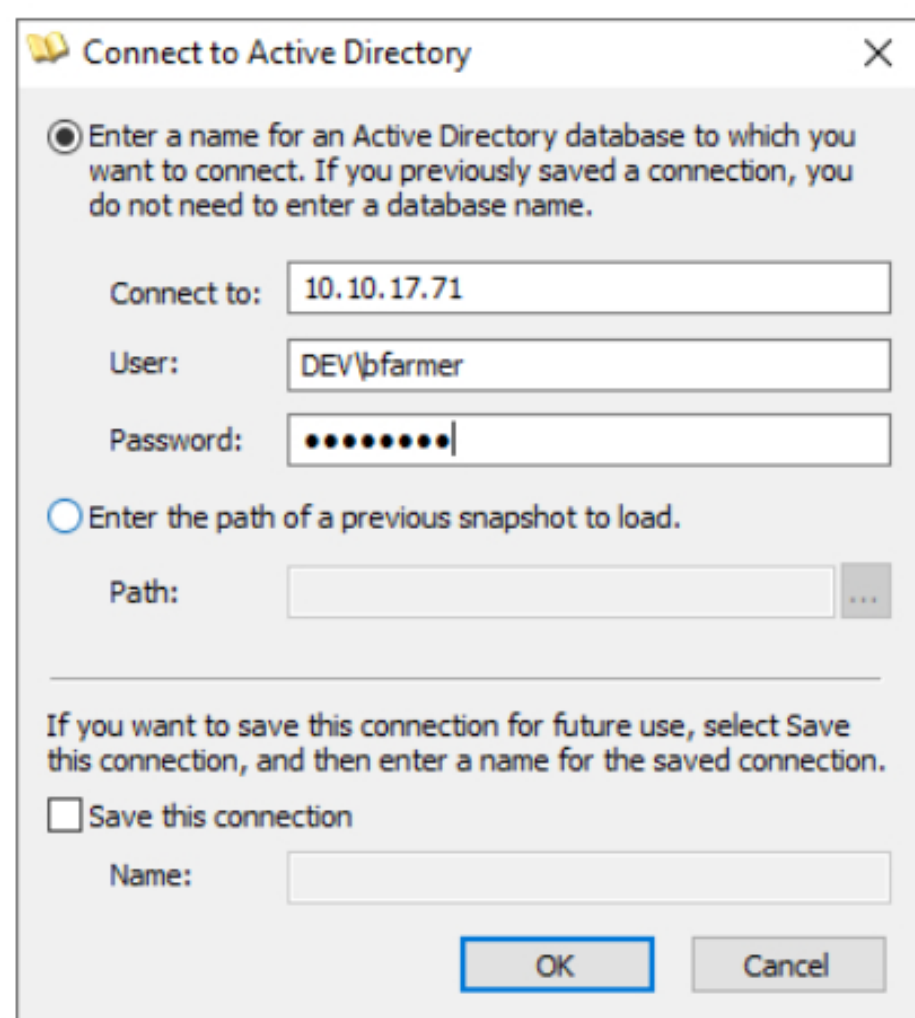 Connect to Active Directory
Enter a name for an Active Directory database to which you
want to connect. If you previously saved a connection, you
do not need to enter a database name.
Connect to: 10.10.17.71
User: DEV\bfarmer
Password: ●●●●●●●●
Enter the path of a previous snapshot to load.
Path: ...
If you want to save this connection for future use, select Save
this connection, and then enter a name for the saved connection.
Save this connection
Name:
OK Cancel